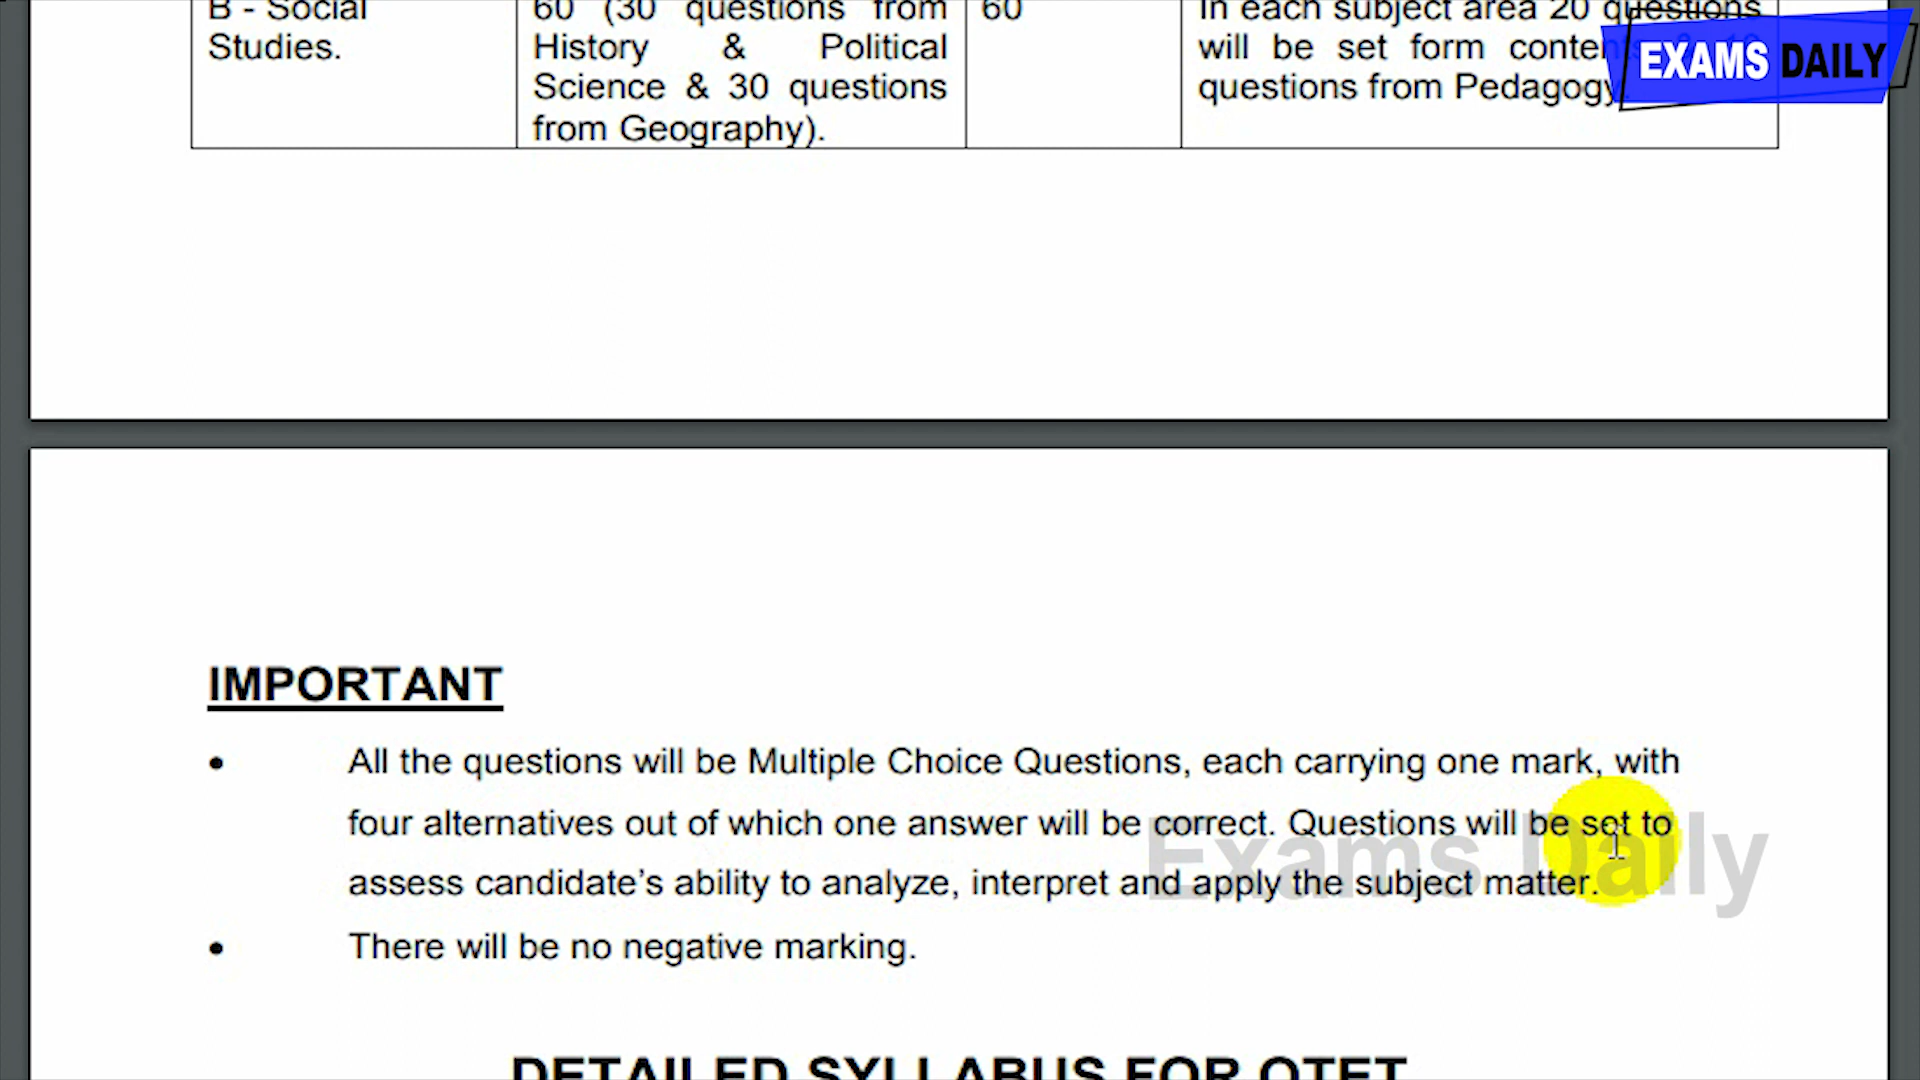 B - Social
Studies.
60 (30 questions from
History & Political
Science & 30 questions
from Geography).
60
In each subject area 20 questions
will be set form content
questions from Pedagogy.
EXAMS DAILY
IMPORTANT
• All the questions will be Multiple Choice Questions, each carrying one mark, with
four alternatives out of which one answer will be correct. Questions will be set to
assess candidate’s ability to analyze, interpret and apply the subject matter.
Exams Daily
• There will be no negative marking.
DETAILED SYLLABUS FOR OTET